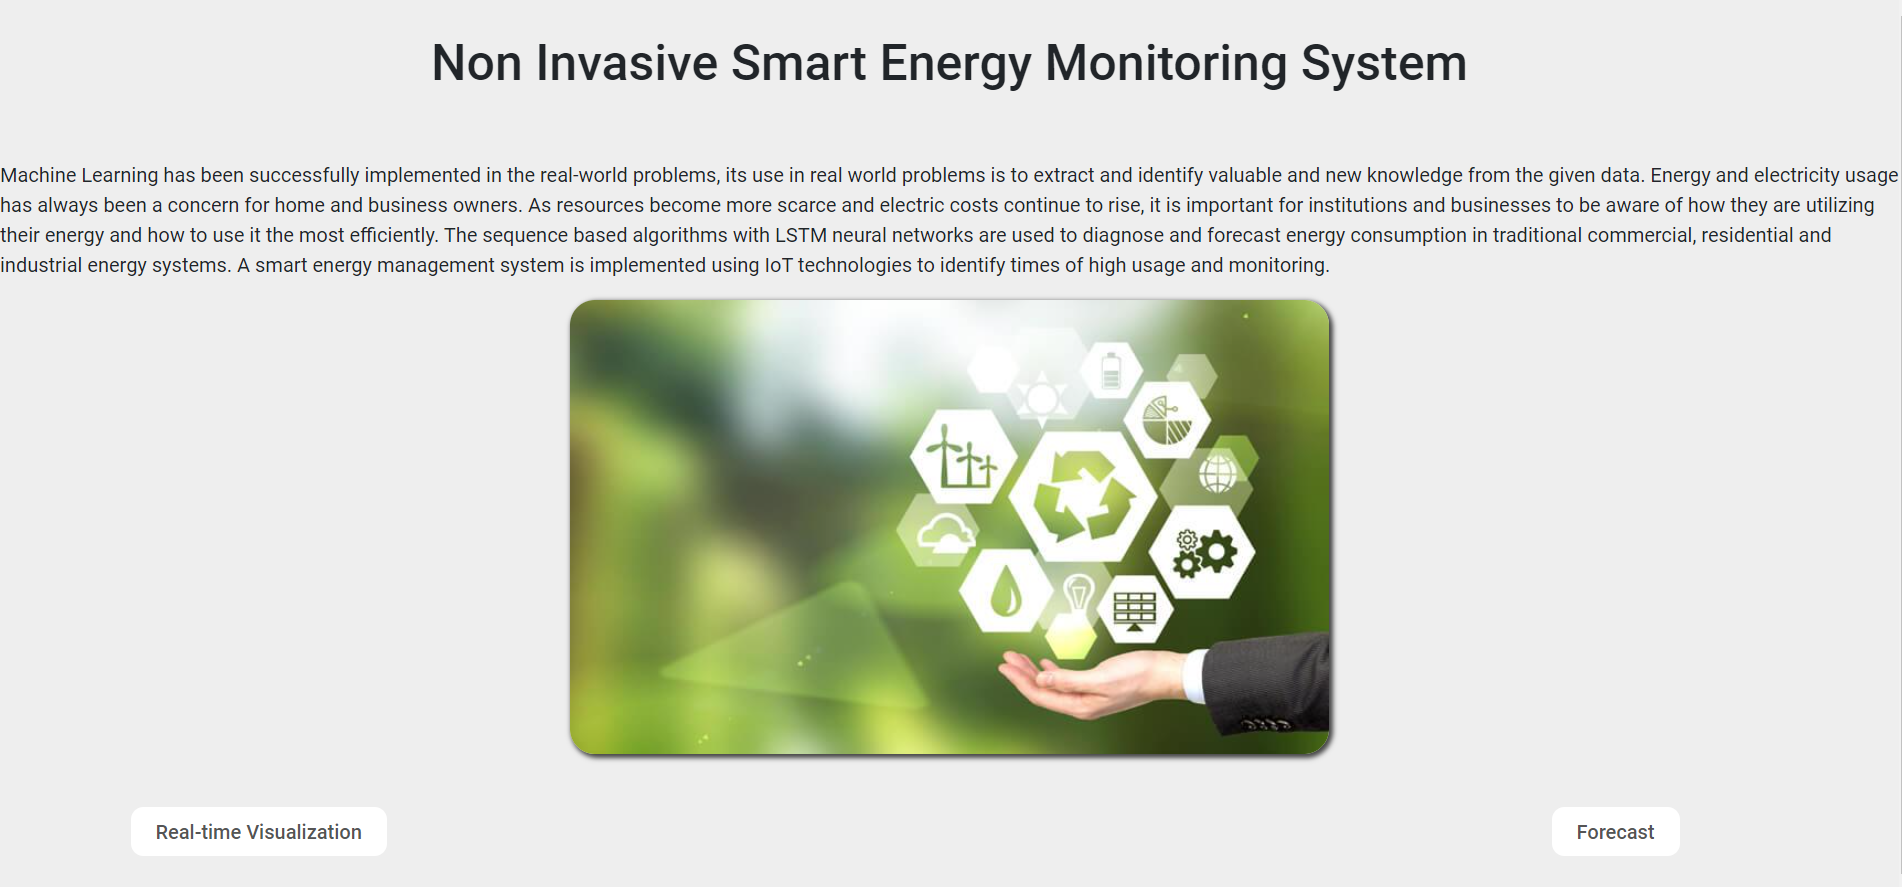 Non Invasive Smart Energy Monitoring System
Machine Learning has been successfully implemented in the real-world problems, its use in real world problems is to extract and identify valuable and new knowledge from the given data. Energy and electricity usage
has always been a concern for home and business owners. As resources become more scarce and electric costs continue to rise, it is important for institutions and businesses to be aware of how they are utilizing
their energy and how to use it the most efficiently. The sequence based algorithms with LSTM neural networks are used to diagnose and forecast energy consumption in traditional commercial, residential and
industrial energy systems. A smart energy management system is implemented using IoT technologies to identify times of high usage and monitoring.
Real-time Visualization
Forecast